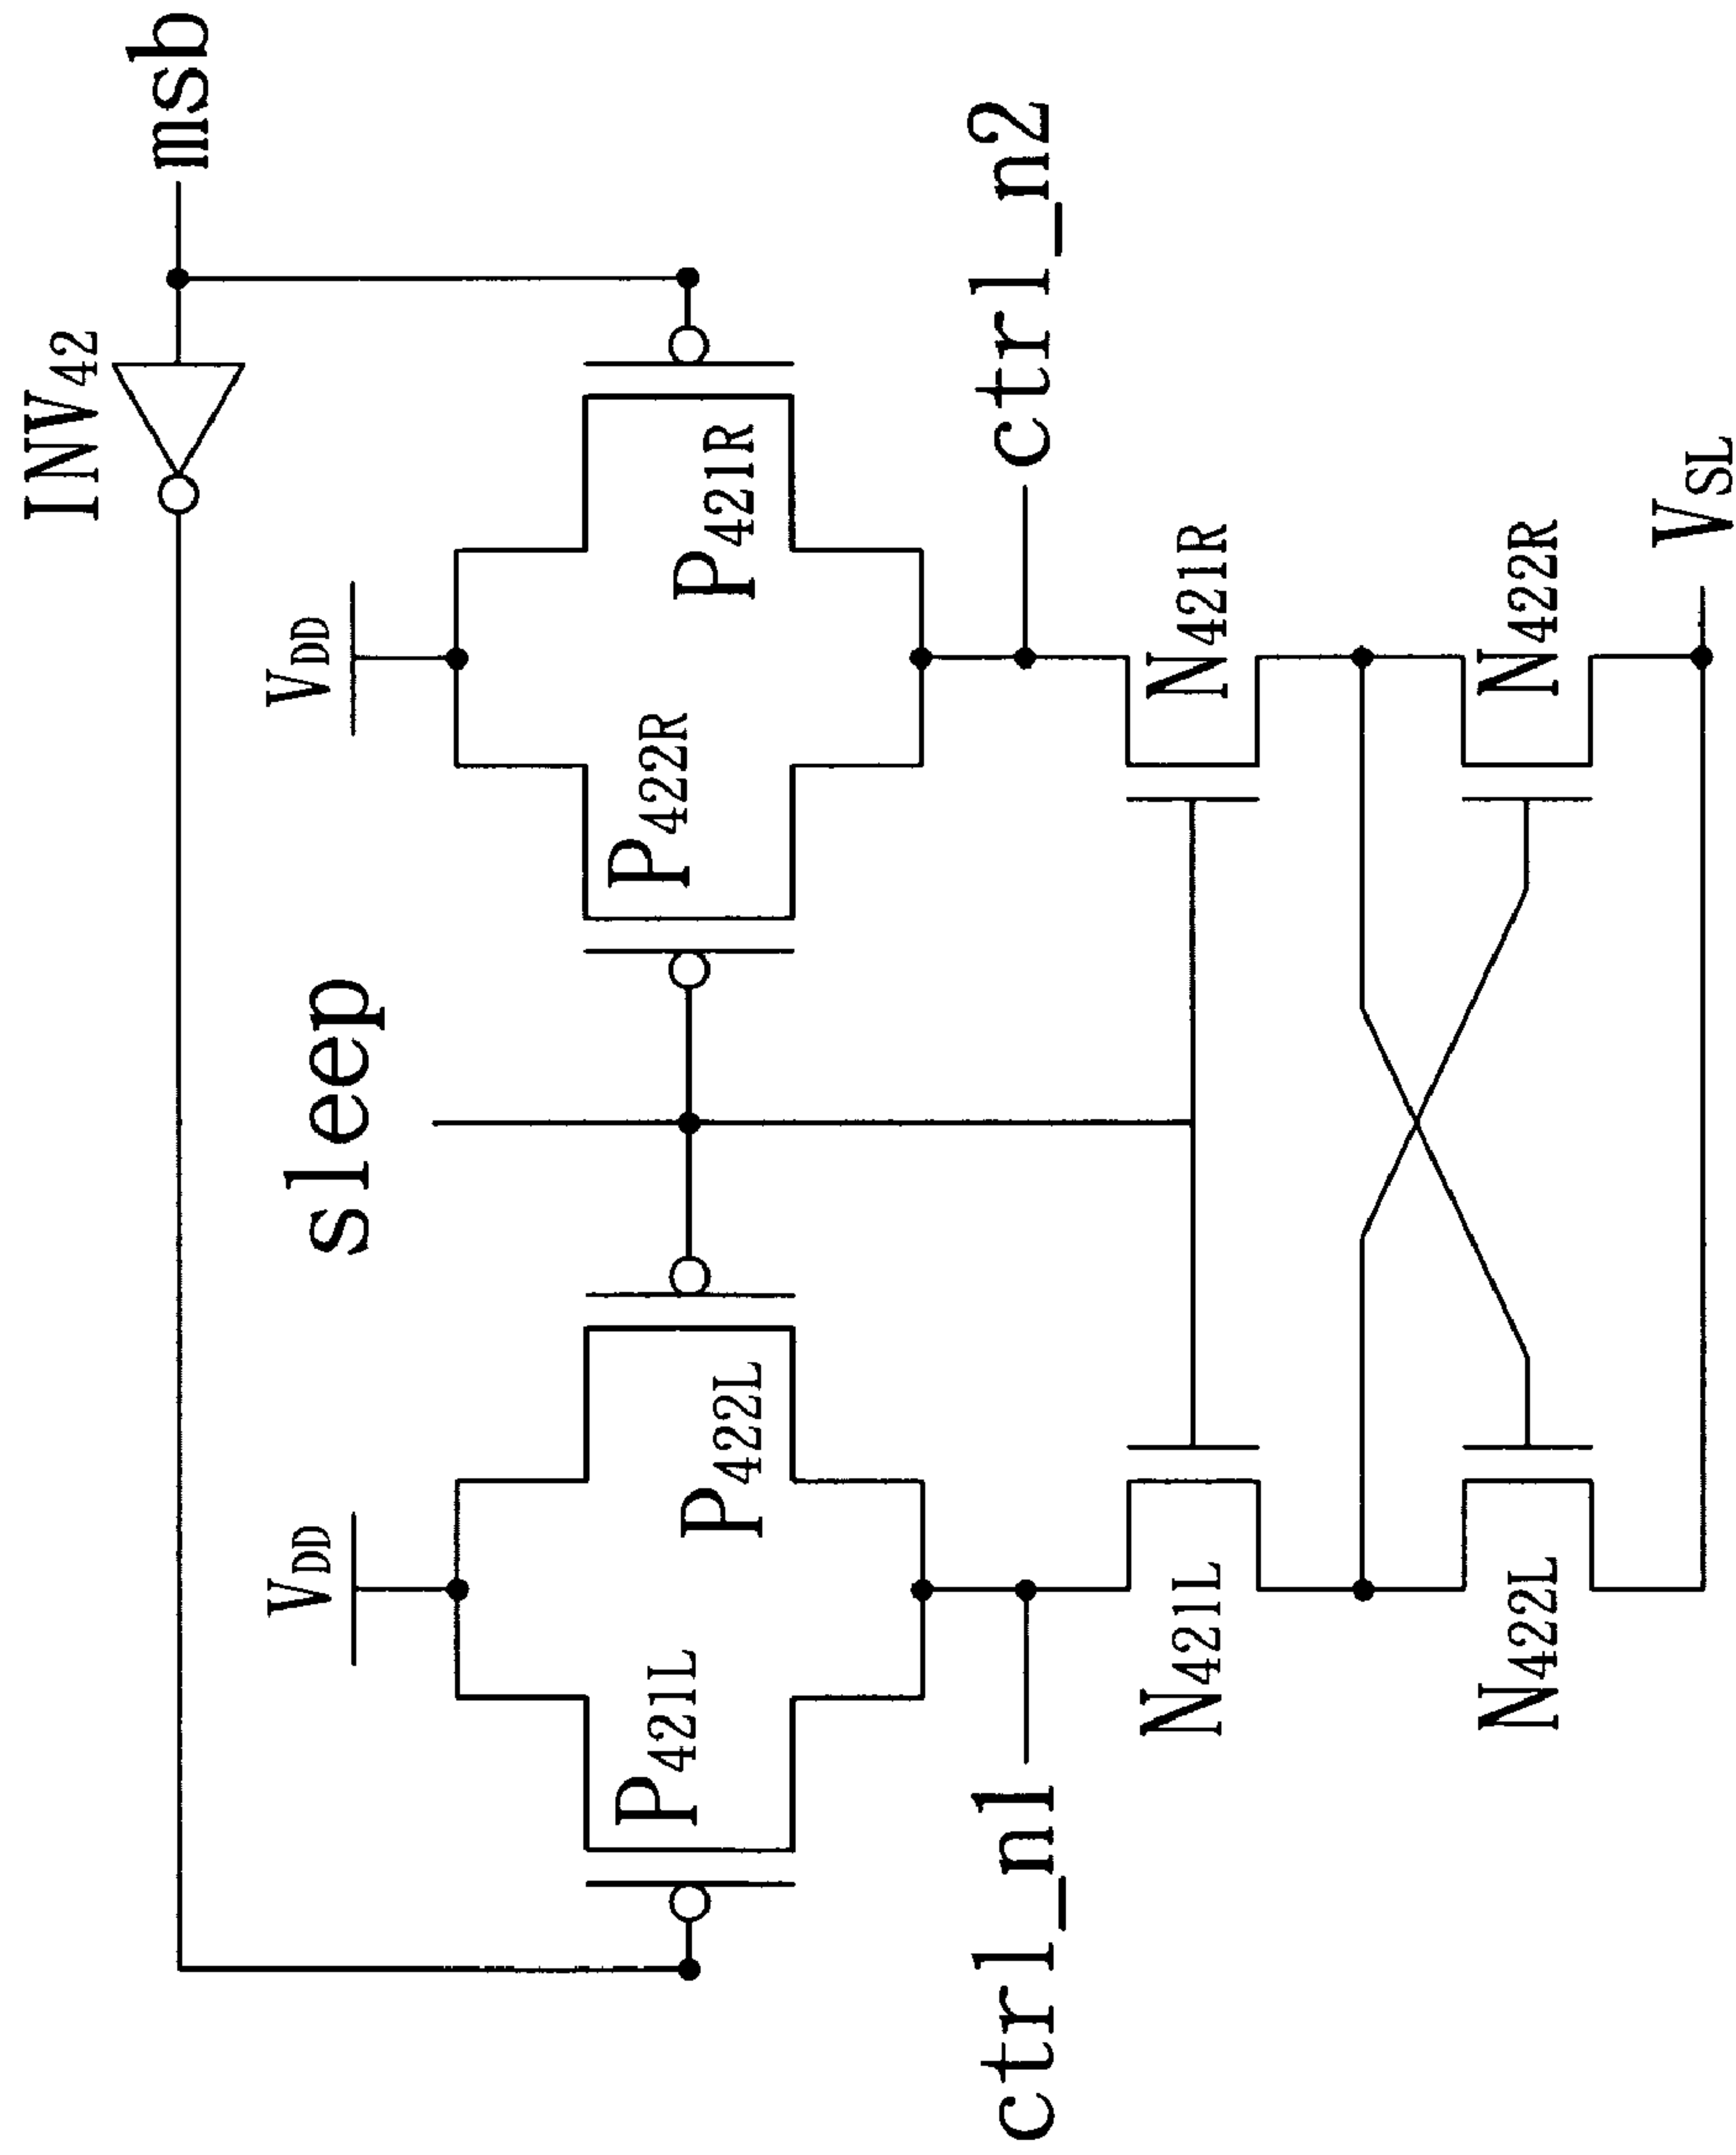 INV42
msb
VDD
VDD
sleep
P421L
P422L
P422R
P421R
ctrl_n1
ctrl_n2
N421L
N421R
N422L
N422R
VSL